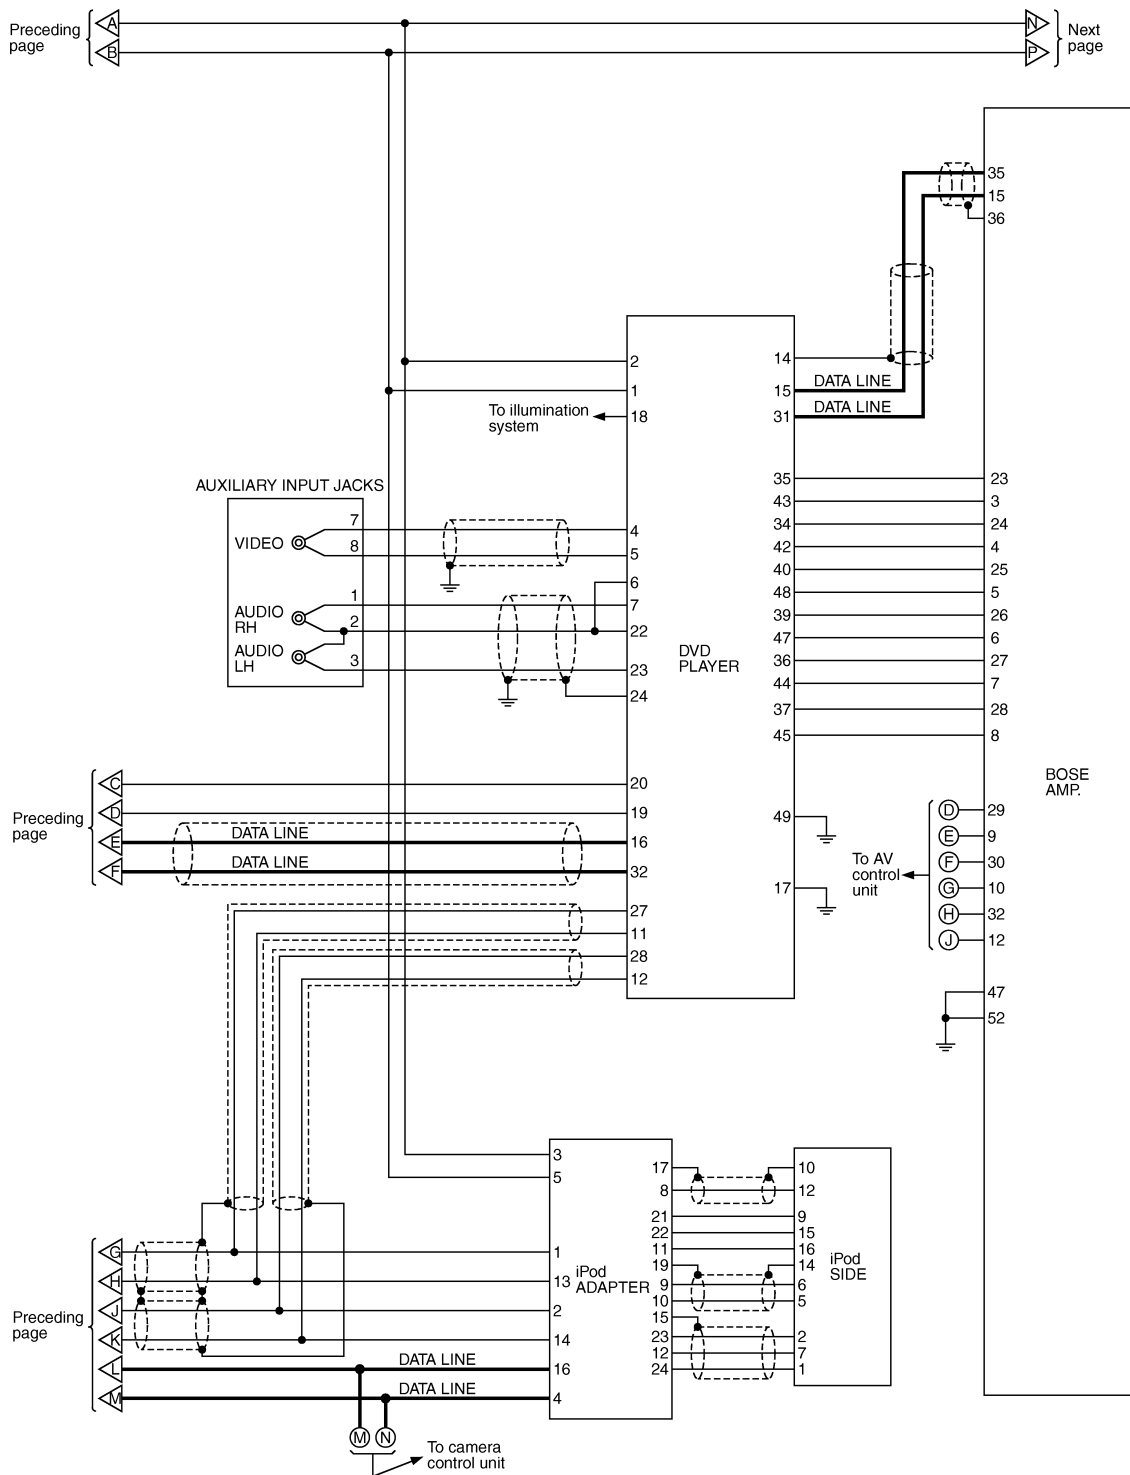 Preceding
page
A
B
N
P
Next
page
35
15
36
2
1
18
To illumination
system
14
15
31
DATA LINE
DATA LINE
AUXILIARY INPUT JACKS
VIDEO
AUDIO
RH
AUDIO
LH
7
8
1
2
3
4
5
6
7
22
23
24
DVD
PLAYER
35
43
34
42
40
48
39
47
36
44
37
45
23
3
24
4
25
5
26
6
27
7
28
8
BOSE
AMP.
Preceding
page
C
D
E
F
DATA LINE
DATA LINE
20
19
16
32
27
11
28
12
49
17
To AV
control
unit
D
E
F
G
H
J
29
9
30
10
32
12
47
52
3
5
Preceding
page
G
H
J
K
L
M
1
13
2
14
16
4
DATA LINE
DATA LINE
iPod
ADAPTER
17
8
21
22
11
19
9
10
15
23
12
24
10
12
9
15
16
14
6
5
2
7
1
iPod
SIDE
M
N
To camera
control unit